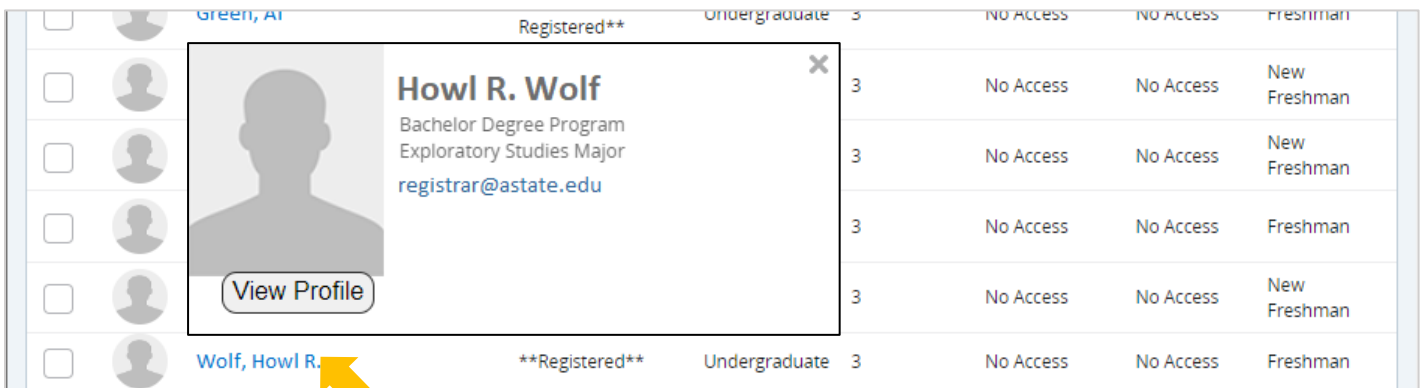 Green, Al Registered** Undergraduate 3 No Access No Access Freshman
Howl R. Wolf
Bachelor Degree Program
Exploratory Studies Major
registrar@astate.edu
View Profile
3 No Access No Access New Freshman
3 No Access No Access New Freshman
3 No Access No Access Freshman
3 No Access No Access New Freshman
Wolf, Howl R. **Registered** Undergraduate 3 No Access No Access Freshman